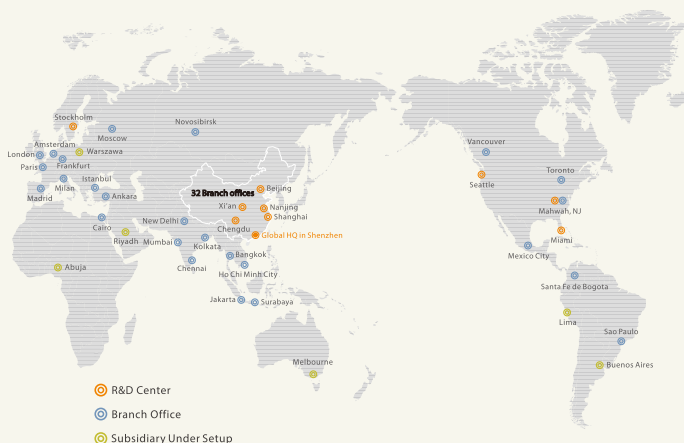 Stockholm
Moscow
Novosibirsk
Amsterdam
London
Warszawa
Paris
Frankfurt
Milan
Istanbul
Madrid
Ankara
32 Branch offices
Beijing
Xi'an
Nanjing
Shanghai
Chengdu
Global HQ in Shenzhen
Cairo
Riyadh
New Delhi
Mumbai
Kolkata
Chennai
Bangkok
Ho Chi Minh City
Abuja
Jakarta
Surabaya
Melbourne
Vancouver
Seattle
Toronto
Mahwah, NJ
Miami
Mexico City
Santa Fe de Bogota
Lima
Sao Paulo
Buenos Aires
R&D Center
Branch Office
Subsidiary Under Setup